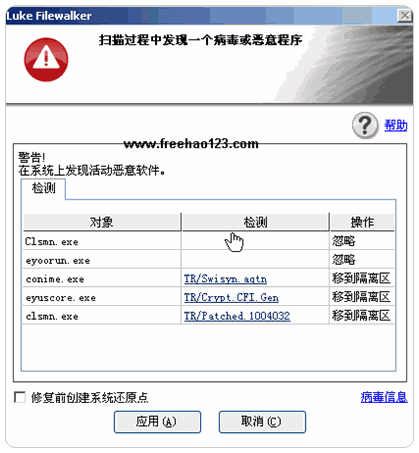 Luke Filewalker
扫描过程中发现一个病毒或恶意程序
帮助
www.freehao123.com
警告!
在系统上发现活动恶意软件。
检测
对象 检测 操作
Clsmn.exe 忽略
eyoorun.exe 忽略
conime.exe TR/Swisyn.aqtn 移到隔离区
eyuscore.exe TR/Crypt.CFI.Gen 移到隔离区
clsmn.exe TR/Patched.1004032 移到隔离区
修复前创建系统还原点 病毒信息
应用(A) 取消(C)